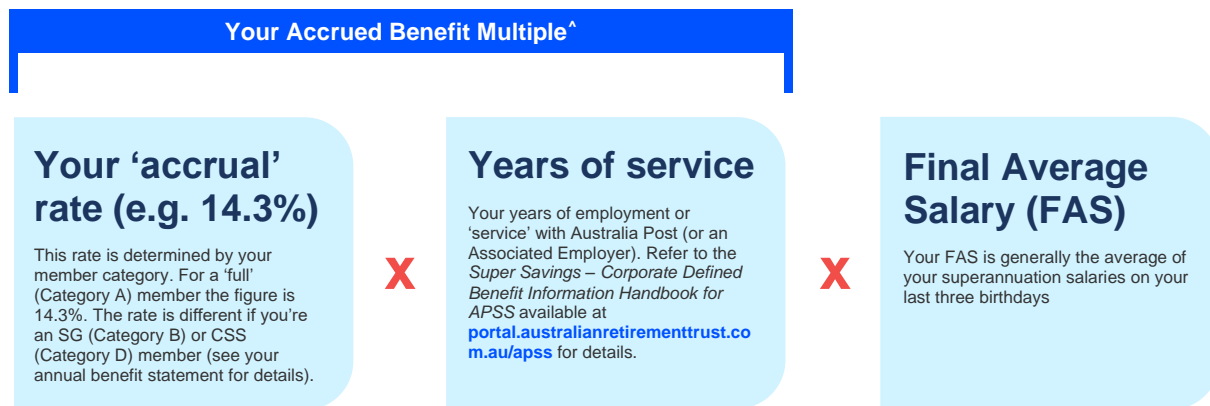 Your Accrued Benefit Multiple^
Your ‘accrual’
rate (e.g. 14.3%)
This rate is determined by your
member category. For a ‘full’
(Category A) member the figure is
14.3%. The rate is different if you’re
an SG (Category B) or CSS
(Category D) member (see your
annual benefit statement for details).
x
Years of service
Your years of employment or
‘service’ with Australia Post (or an
Associated Employer). Refer to the
Super Savings – Corporate Defined
Benefit Information Handbook for
APSS available at
portal.australianretirementtrust.co
m.au/apss for details.
x
Final Average
Salary (FAS)
Your FAS is generally the average of
your superannuation salaries on your
last three birthdays